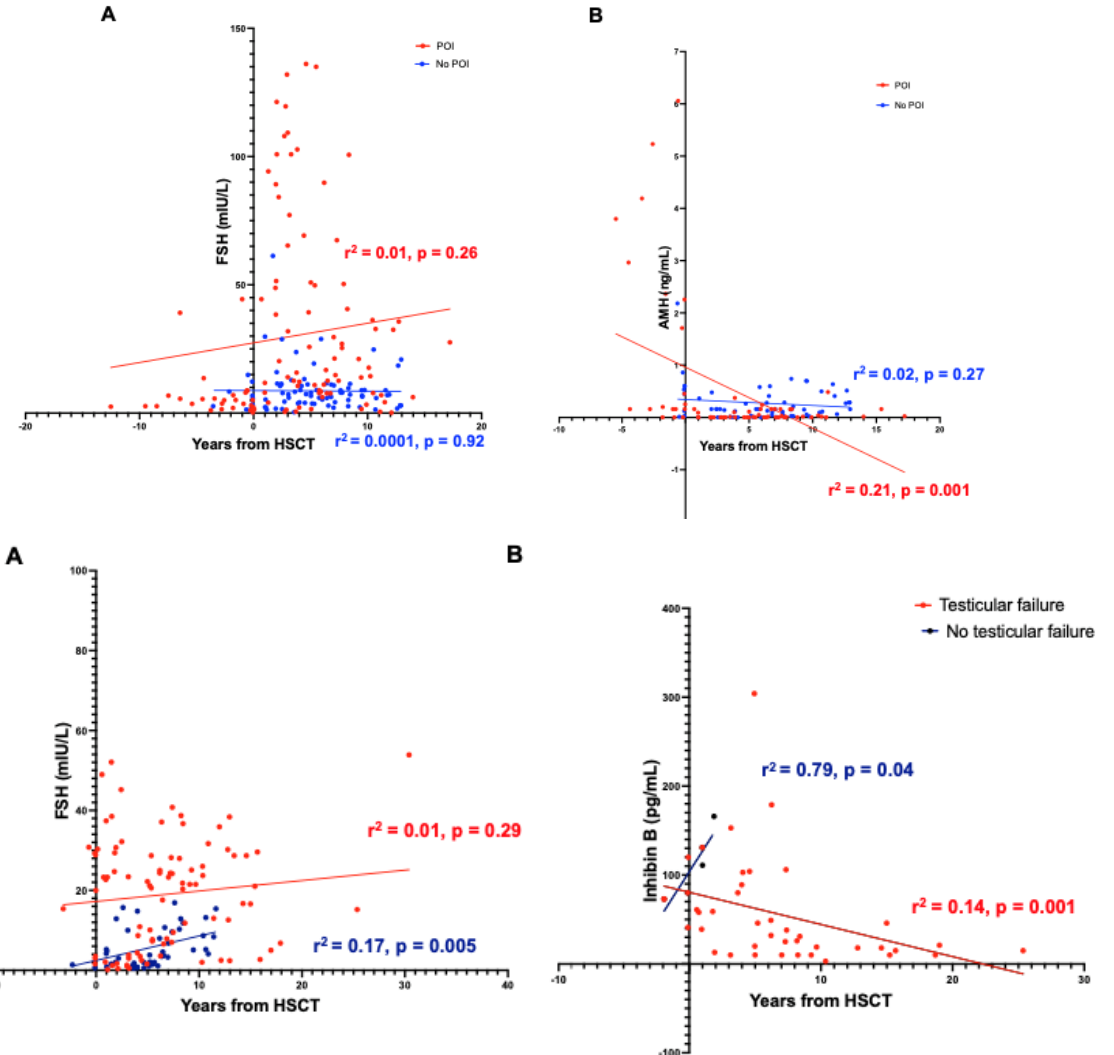 A
150
100
50
-20
-10
0
10
20
FSH (mIU/L)
Years from HSCT
POI
No POI
r2 = 0.01, p = 0.26
r2 = 0.0001, p = 0.92
B
7
6
5
4
3
2
1
-1
-10
-5
5
10
15
20
AMH (ng/mL)
Years from HSCT
POI
No POI
r2 = 0.02, p = 0.27
r2 = 0.21, p = 0.001
A
100
80
60
40
20
0
10
20
30
40
FSH (mIU/L)
Years from HSCT
r2 = 0.01, p = 0.29
r2 = 0.17, p = 0.005
B
400
300
200
100
-100
-10
10
20
30
Inhibin B (pg/mL)
Years from HSCT
Testicular failure
No testicular failure
r2 = 0.79, p = 0.04
r2 = 0.14, p = 0.001